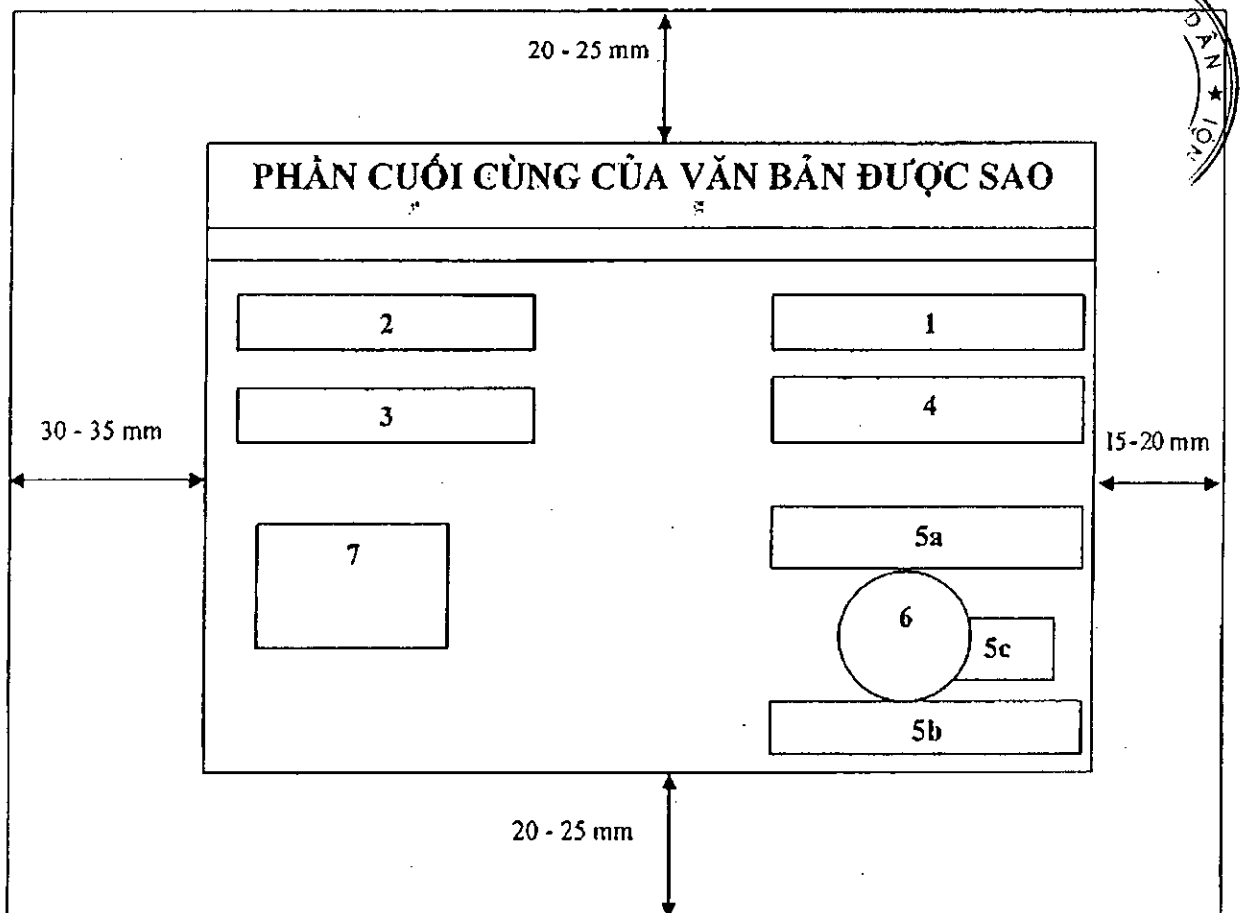 20 - 25 mm
DÂN ★
PHẦN CUỐI CÙNG CỦA VĂN BẢN ĐƯỢC SAO
2
1
3
4
30 - 35 mm
15-20 mm
7
5a
6
5c
5b
20 - 25 mm